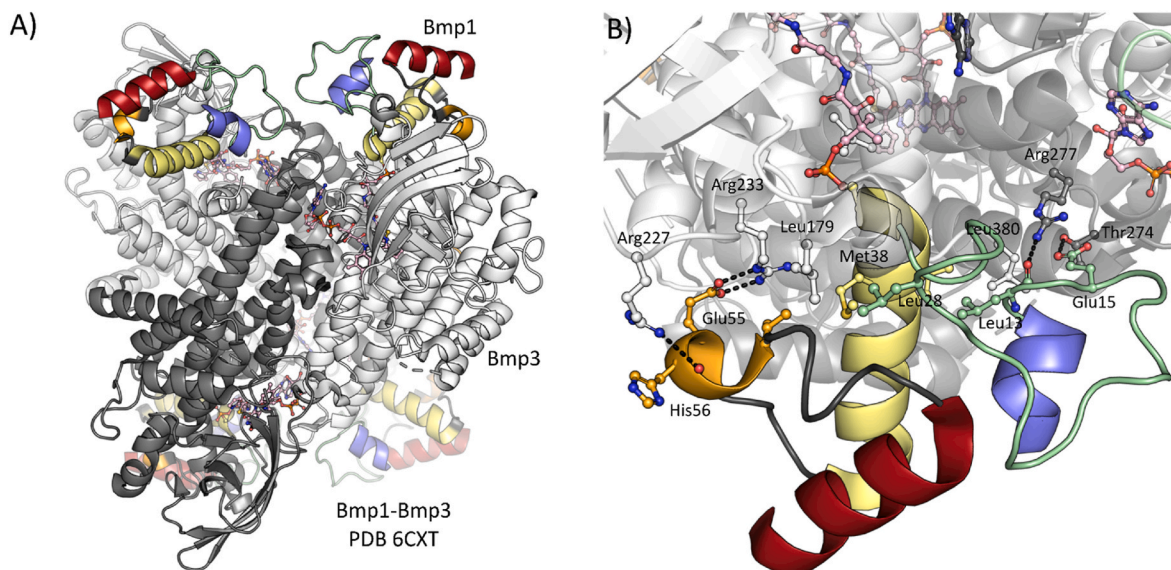 A)
Bmp1
Bmp3
Bmp1-Bmp3
PDB 6CXT
B)
Arg277
Arg233
Arg227
Leu179
Leu380
Thr274
Met38
Leu28
Glu15
Glu55
Leu13
His56